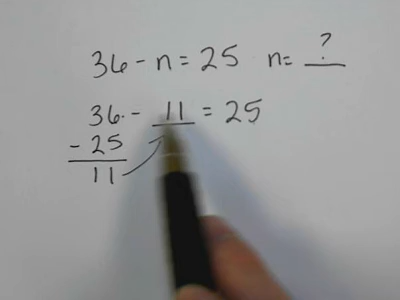 36 - n = 25 n = ?
36 - 11 = 25
- 25
11